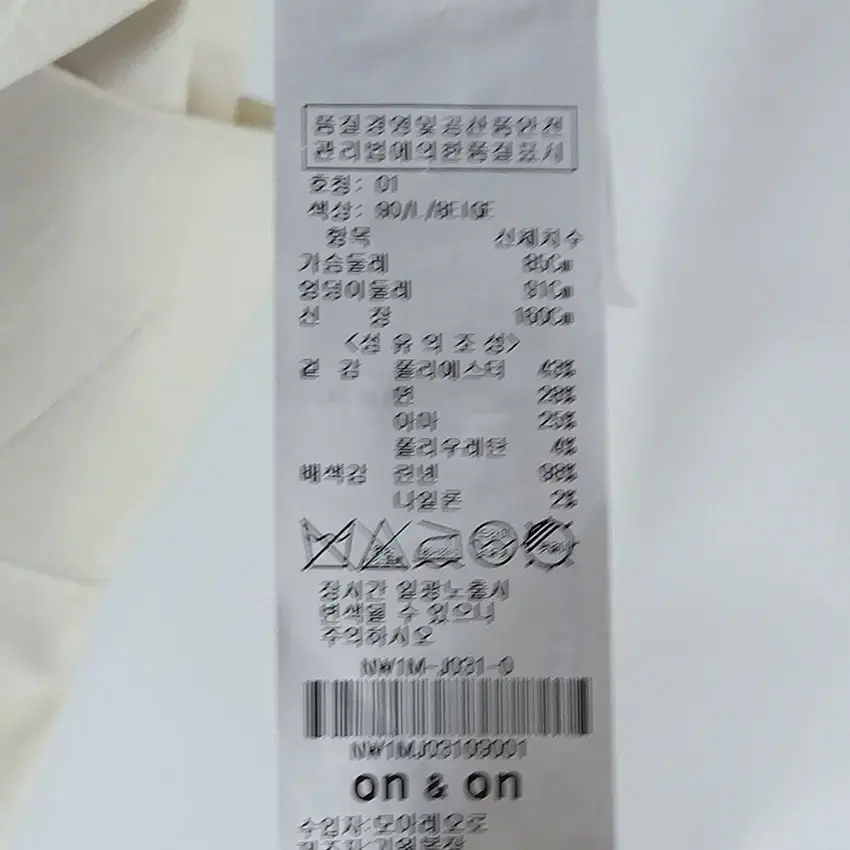 품질경영및공산품안전
관리법에의한품질표시
호칭: 01
색상: 90/L/BEIGE
항목 신체치수
가슴둘레 85Cm
엉덩이둘레 91Cm
신 장 160Cm
<섬 유 의 조 성>
겉 감 폴리에스터 43%
면 28%
아마 25%
폴리우레탄 4%
배색감 린넨 98%
나일론 2%
장시간 일광노출시
변색될 수 있으니
주의하시오
NW1M-J031-0
NW1MJ03109001
on & on
수입자:모아레오로